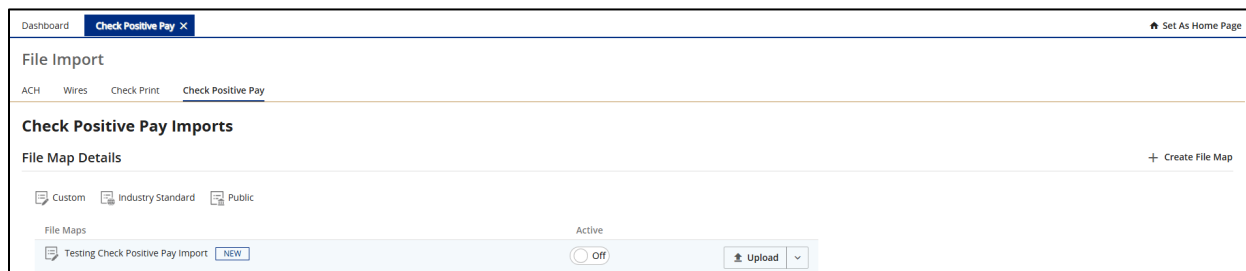 Dashboard Check Positive Pay X Set As Home Page
File Import
ACH Wires Check Print Check Positive Pay
Check Positive Pay Imports
File Map Details + Create File Map
Custom Industry Standard Public
File Maps Active
Testing Check Positive Pay Import NEW Off Upload